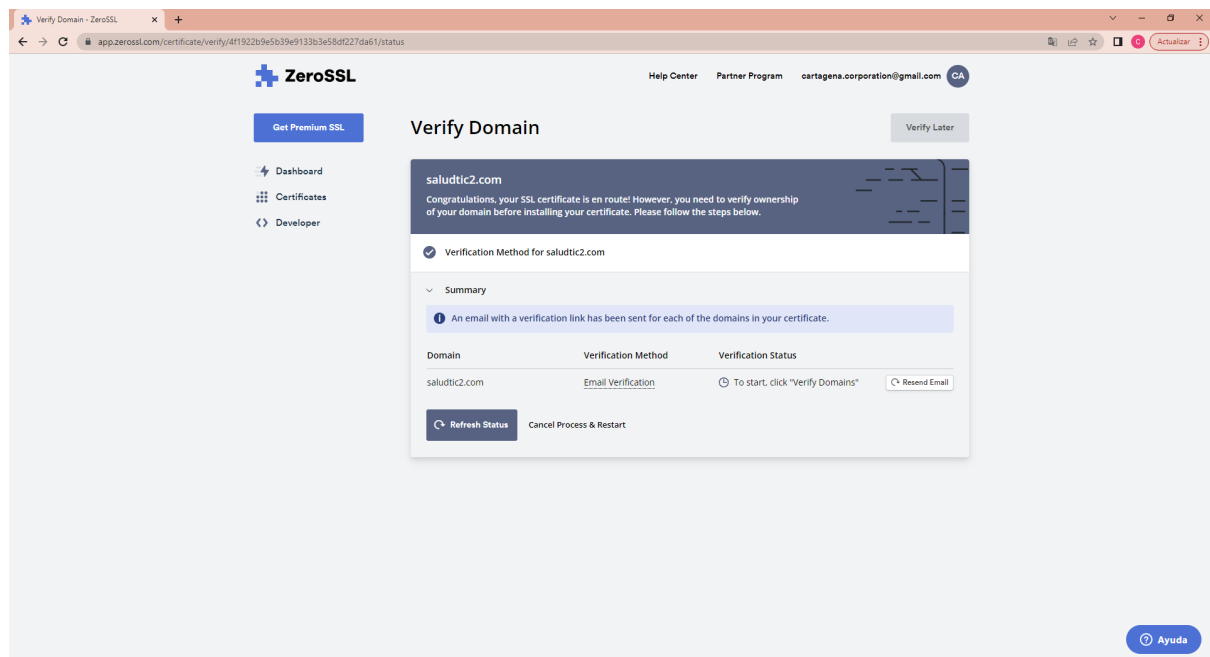 Verify Domain - ZeroSSL
app.zerossl.com/certificate/verify/4f1922b9e5b39e9133b3e58df227da61/status
C
Actualizar
ZeroSSL
Help Center
Partner Program
cartagena.corporation@gmail.com
CA
Get Premium SSL
Verify Domain
Verify Later
Dashboard
Certificates
Developer
saludtic2.com
Congratulations, your SSL certificate is en route! However, you need to verify ownership
of your domain before installing your certificate. Please follow the steps below.
Verification Method for saludtic2.com
Summary
An email with a verification link has been sent for each of the domains in your certificate.
Domain
Verification Method
Verification Status
saludtic2.com
Email Verification
To start, click "Verify Domains"
Resend Email
Refresh Status
Cancel Process & Restart
Ayuda